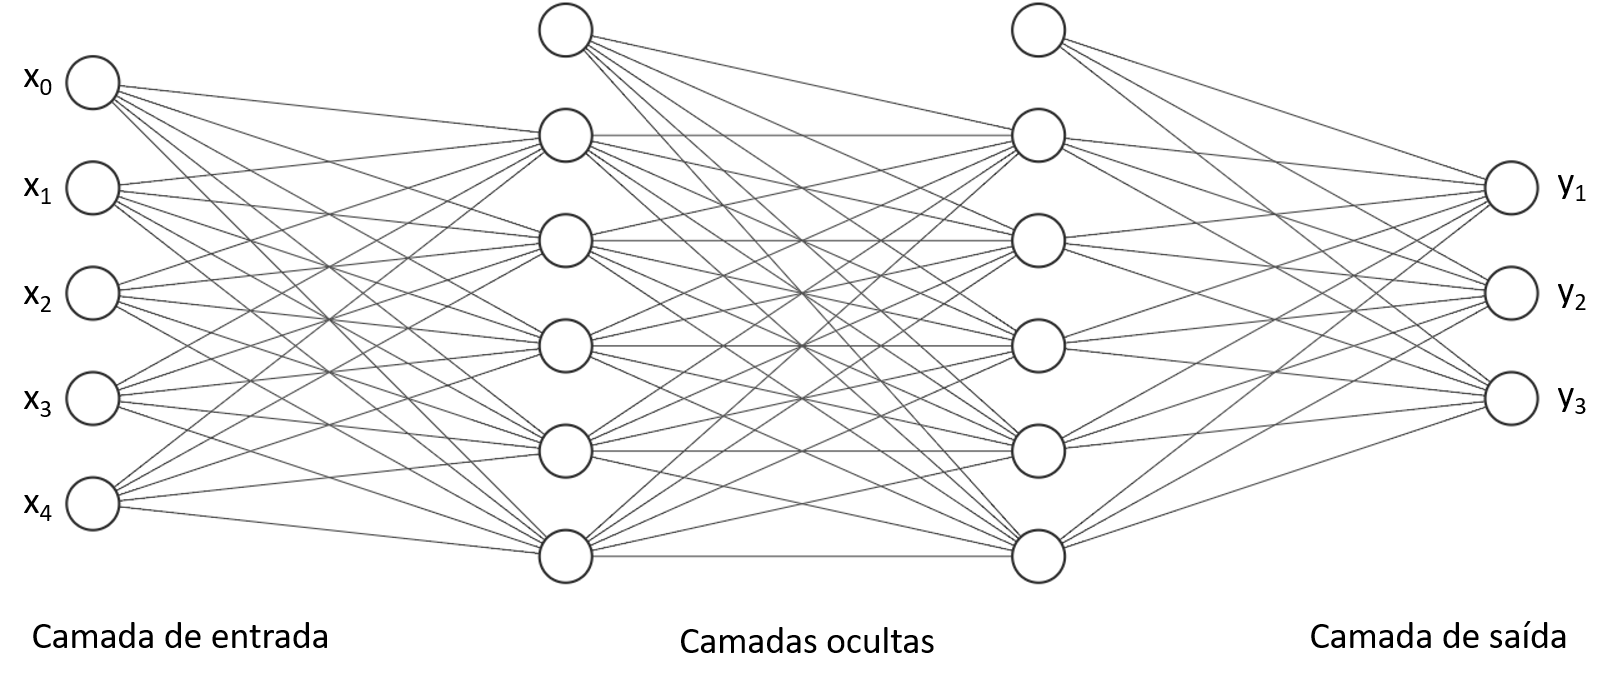 x₀
x₁
x₂
x₃
x₄
y₁
y₂
y₃
Camada de entrada
Camadas ocultas
Camada de saída